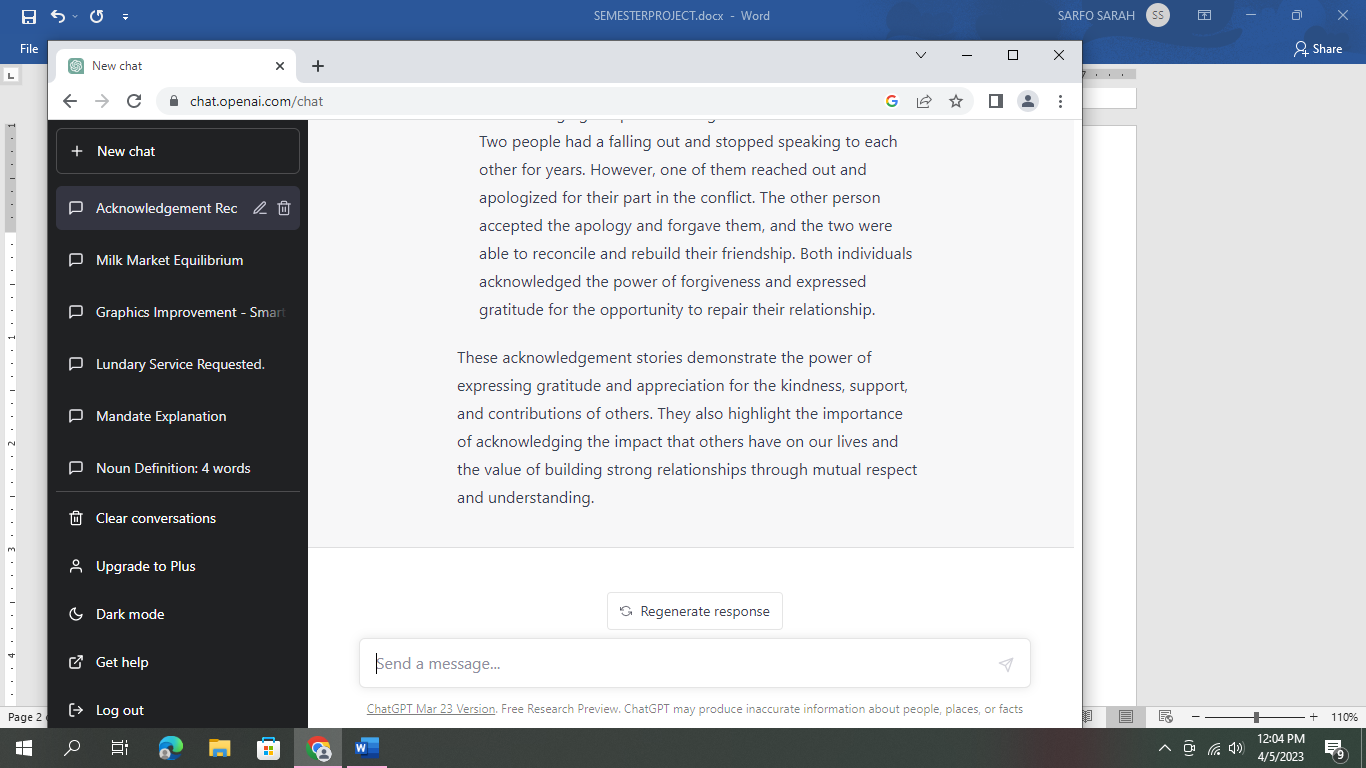 SEMESTERPROJECT.docx - Word
SARFO SARAH
SS
File
Share
New chat
chat.openai.com/chat
New chat
Acknowledgement Rec
Milk Market Equilibrium
Graphics Improvement - Smart
Lundary Service Requested.
Mandate Explanation
Noun Definition: 4 words
Clear conversations
Upgrade to Plus
Dark mode
Get help
Log out
Two people had a falling out and stopped speaking to each
other for years. However, one of them reached out and
apologized for their part in the conflict. The other person
accepted the apology and forgave them, and the two were
able to reconcile and rebuild their friendship. Both individuals
acknowledged the power of forgiveness and expressed
gratitude for the opportunity to repair their relationship.
These acknowledgement stories demonstrate the power of
expressing gratitude and appreciation for the kindness, support,
and contributions of others. They also highlight the importance
of acknowledging the impact that others have on our lives and
the value of building strong relationships through mutual respect
and understanding.
Regenerate response
Send a message...
ChatGPT Mar 23 Version. Free Research Preview. ChatGPT may produce inaccurate information about people, places, or facts
Page 2
110%
12:04 PM
4/5/2023
9